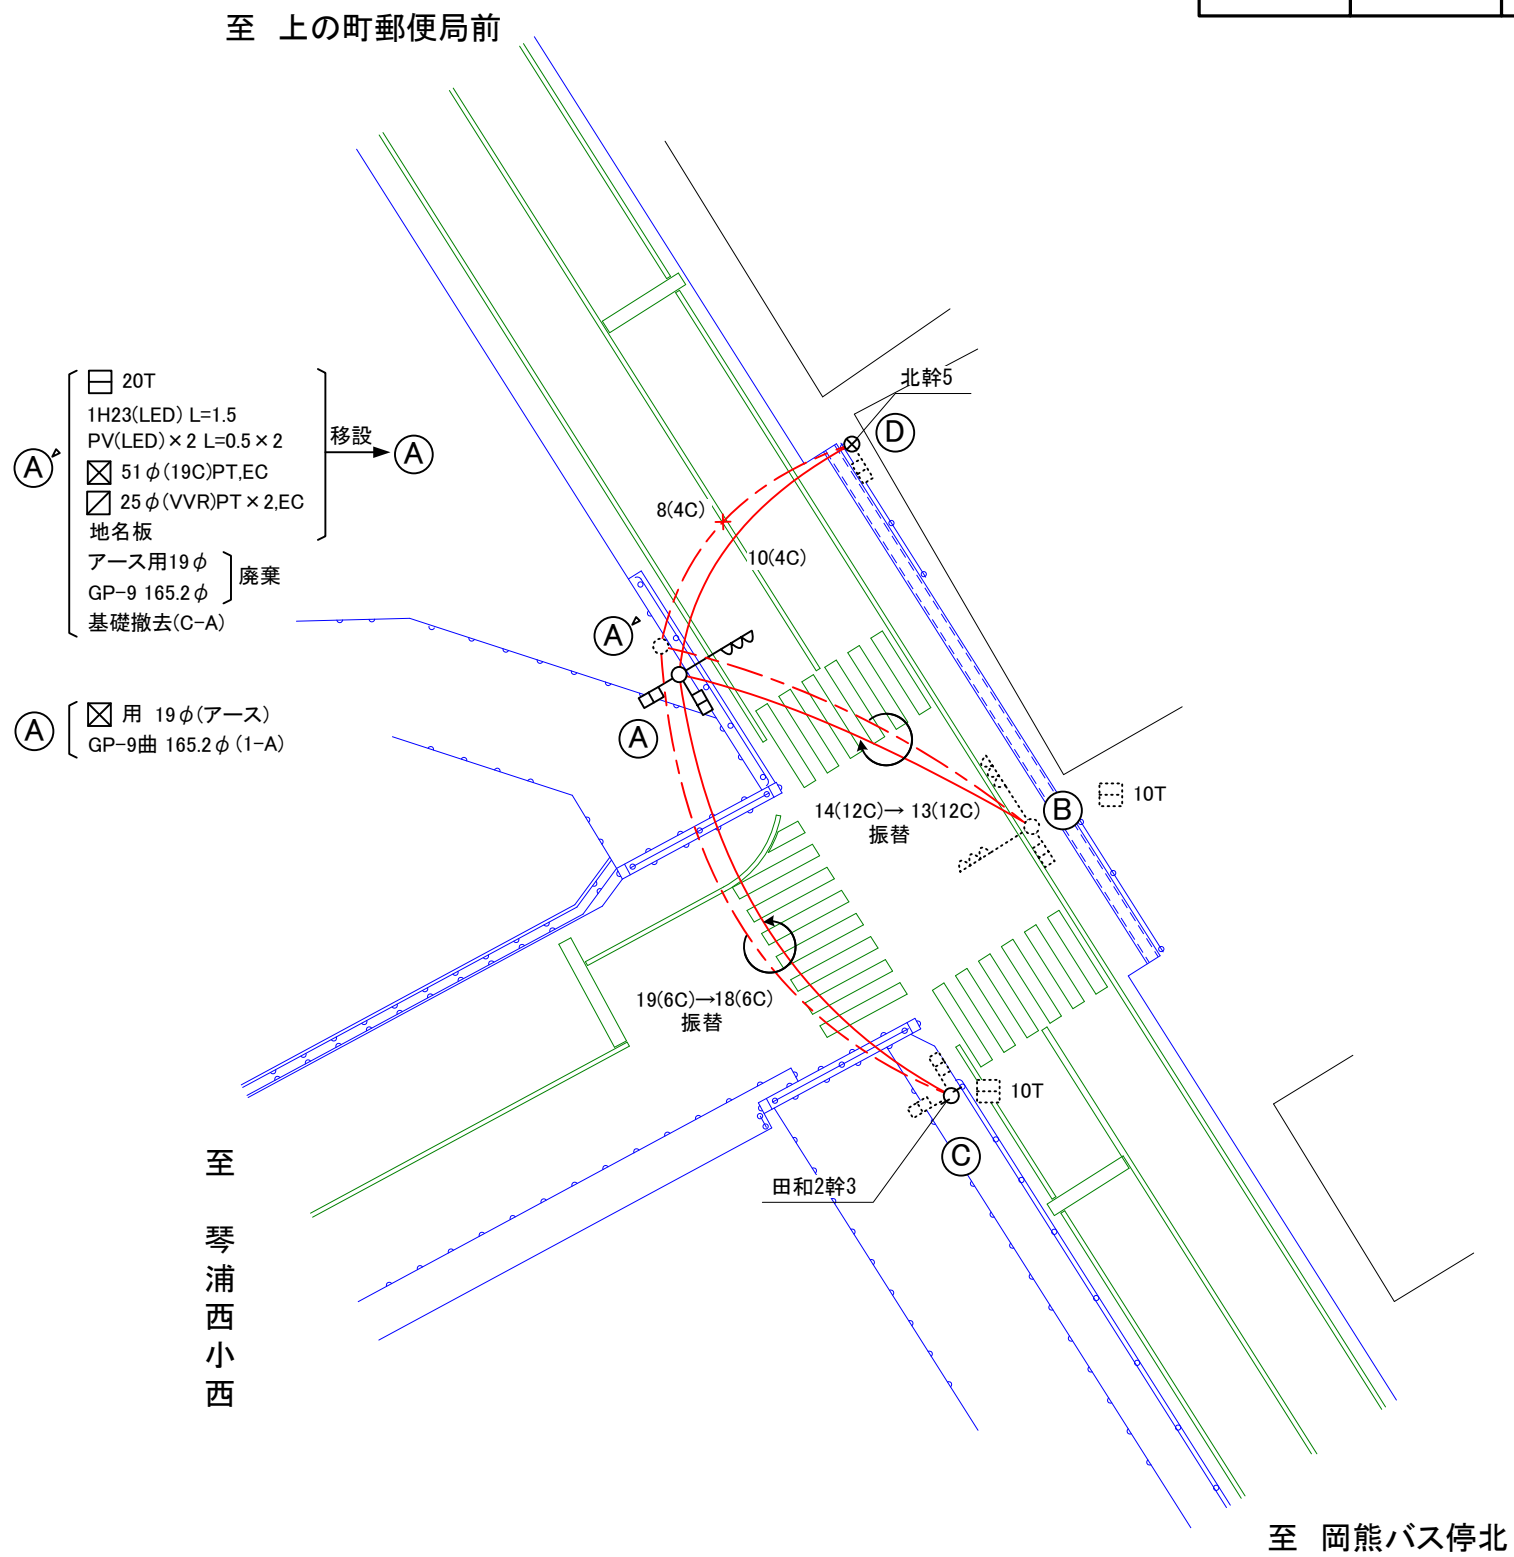 至 上の町郵便局前
北幹5
D
20T
1H23(LED) L=1.5
PV(LED)×2 L=0.5×2
51φ(19C)PT,EC
25φ(VVR)PT×2,EC
地名板
アース用19φ
GP-9 165.2φ
廃棄
基礎撤去(C-A)
A'
移設
A
8(4C)
10(4C)
A'
A
A
用 19φ(アース)
GP-9曲 165.2φ(1-A)
B
10T
14(12C)→ 13(12C)
振替
19(6C)→18(6C)
振替
10T
C
田和2幹3
至 琴浦西小西
至 岡熊バス停北